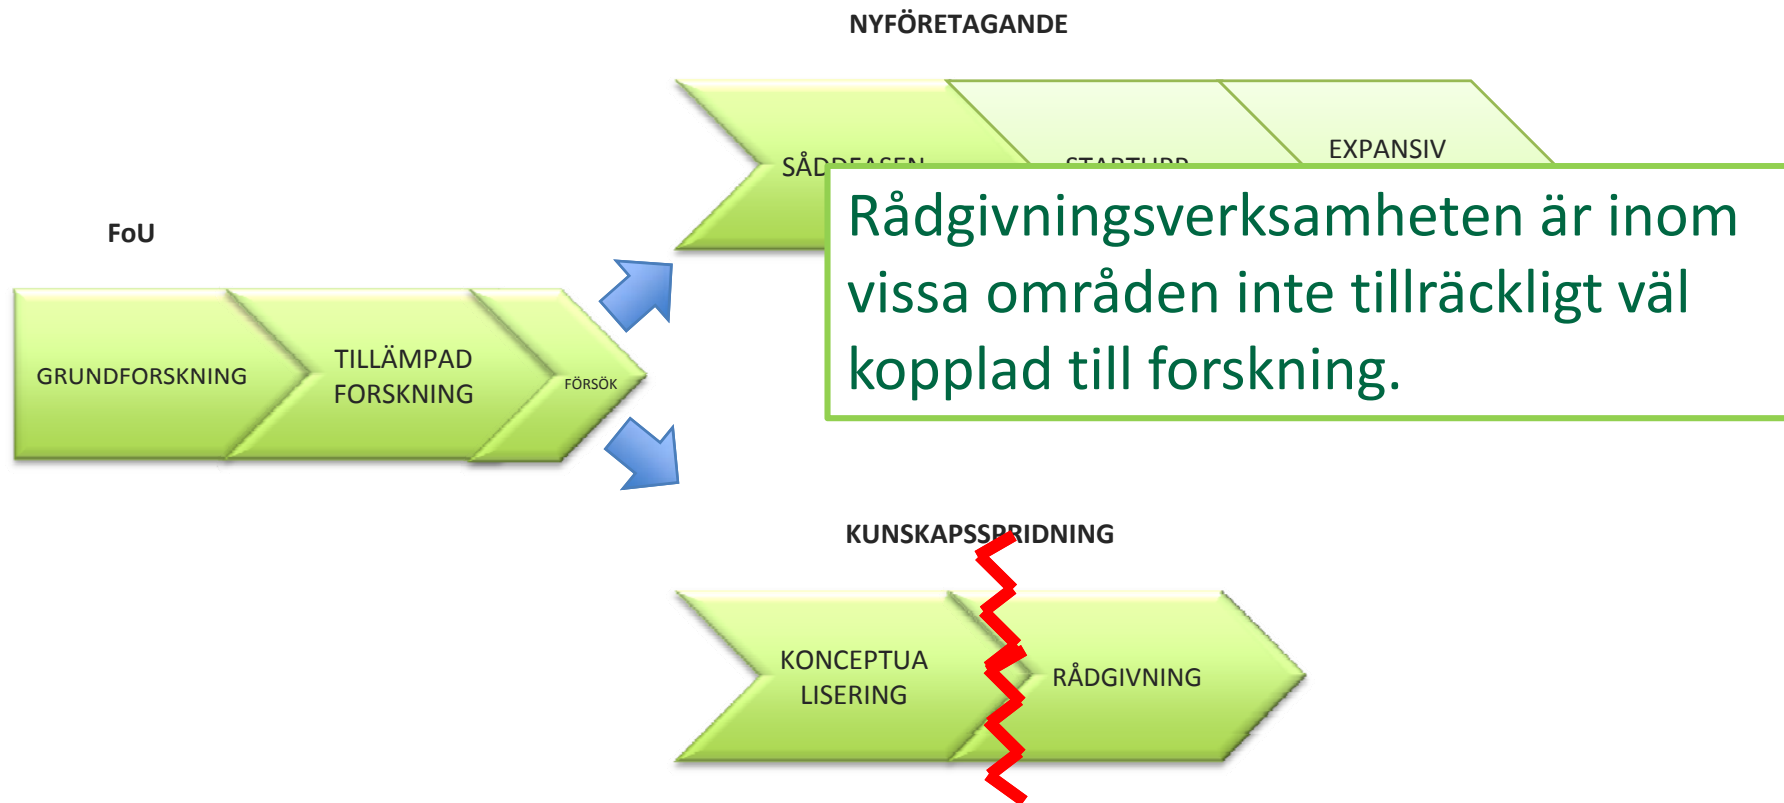 NYFÖRETAGANDE
EXPANSIV
FoU
Rådgivningsverksamheten är inom
vissa områden inte tillräckligt väl
kopplad till forskning.
GRUNDFORSKNING
TILLÄMPAD
FORSKNING
FÖRSÖK
KUNSKAPSSPRIDNING
KONCEPTUA
LISERING
RÅDGIVNING